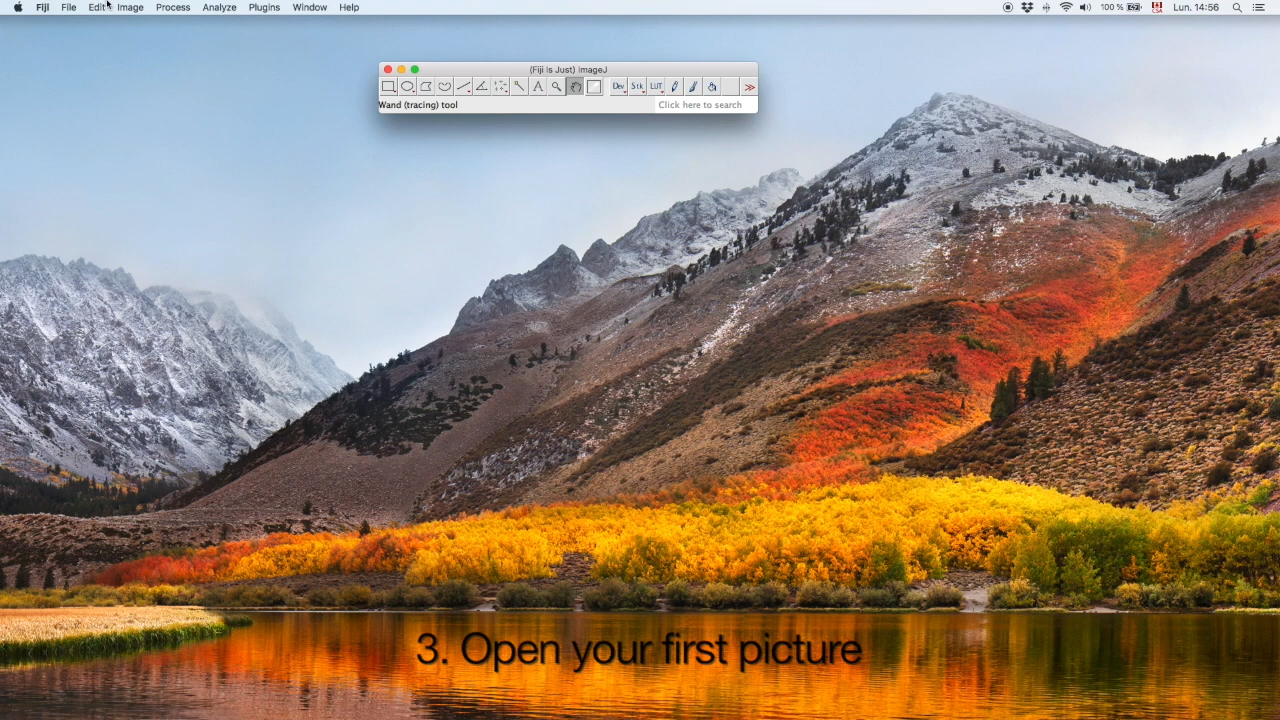 Fiji File Edit Image Process Analyze Plugins Window Help 100 % CSA Lun. 14:56
(Fiji Is Just) ImageJ
A Dev Stk LUT >>
Wand (tracing) tool Click here to search
3. Open your first picture